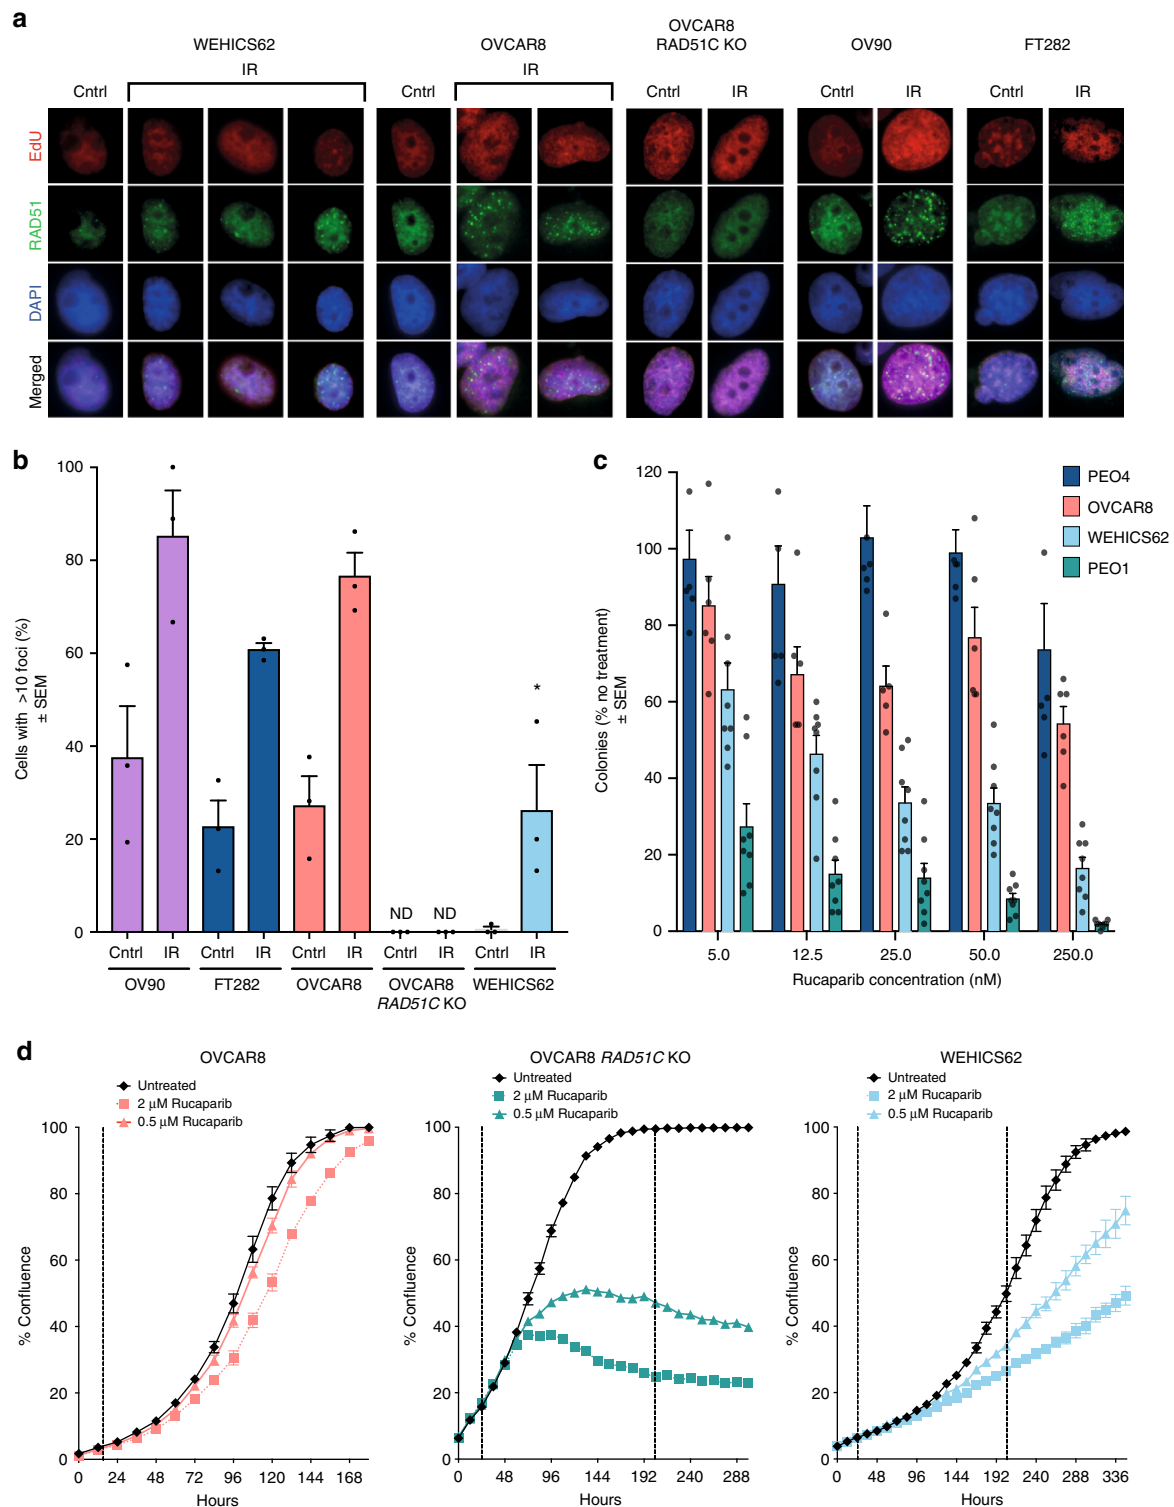 a
WEHICS62
OVCAR8
OVCAR8
RAD51C KO
OV90
FT282
IR
IR
Cntrl
Cntrl
Cntrl
IR
Cntrl
IR
Cntrl
IR
EdU
RAD51
DAPI
Merged
b
Cells with >10 foci (%)
± SEM
100
80
60
40
20
0
ND
ND
*
Cntrl
IR
Cntrl
IR
Cntrl
IR
Cntrl
IR
Cntrl
IR
OV90
FT282
OVCAR8
OVCAR8
RAD51C KO
WEHICS62
c
Colonies (% no treatment)
± SEM
120
100
80
60
40
20
0
PEO4
OVCAR8
WEHICS62
PEO1
5.0
12.5
25.0
50.0
250.0
Rucaparib concentration (nM)
d
OVCAR8
Untreated
2 μM Rucaparib
0.5 μM Rucaparib
% Confluence
100
80
60
40
20
0
0 24 48 72 96 120 144 168
Hours
OVCAR8 RAD51C KO
Untreated
2 μM Rucaparib
0.5 μM Rucaparib
% Confluence
100
80
60
40
20
0
0 48 96 144 192 240 288
Hours
WEHICS62
Untreated
2 μM Rucaparib
0.5 μM Rucaparib
% Confluence
100
80
60
40
20
0
0 48 96 144 192 240 288 336
Hours